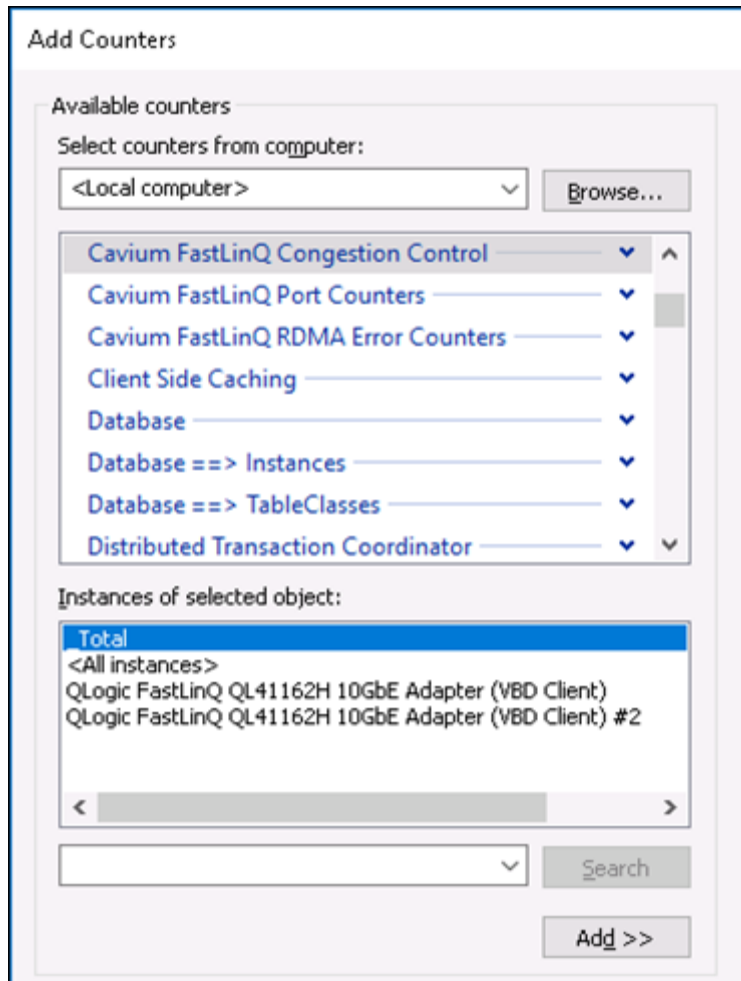 Add Counters
Available counters
Select counters from computer:
<Local computer>
Browse...
Cavium FastLinQ Congestion Control
Cavium FastLinQ Port Counters
Cavium FastLinQ RDMA Error Counters
Client Side Caching
Database
Database ==> Instances
Database ==> TableClasses
Distributed Transaction Coordinator
Instances of selected object:
_Total
<All instances>
QLogic FastLinQ QL41162H 10GbE Adapter (VBD Client)
QLogic FastLinQ QL41162H 10GbE Adapter (VBD Client) #2
Search
Add >>